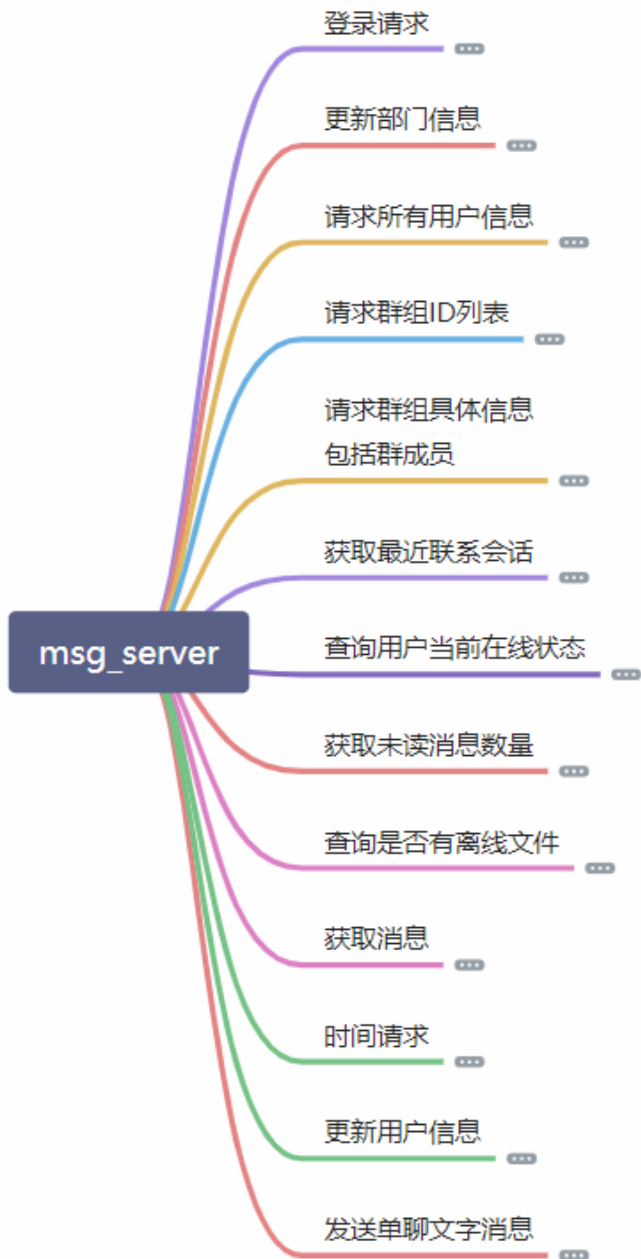 登录请求
更新部门信息
请求所有用户信息
请求群组ID列表
请求群组具体信息
包括群成员
获取最近联系会话
msg_server
查询用户当前在线状态
获取未读消息数量
查询是否有离线文件
获取消息
时间请求
更新用户信息
发送单聊文字消息